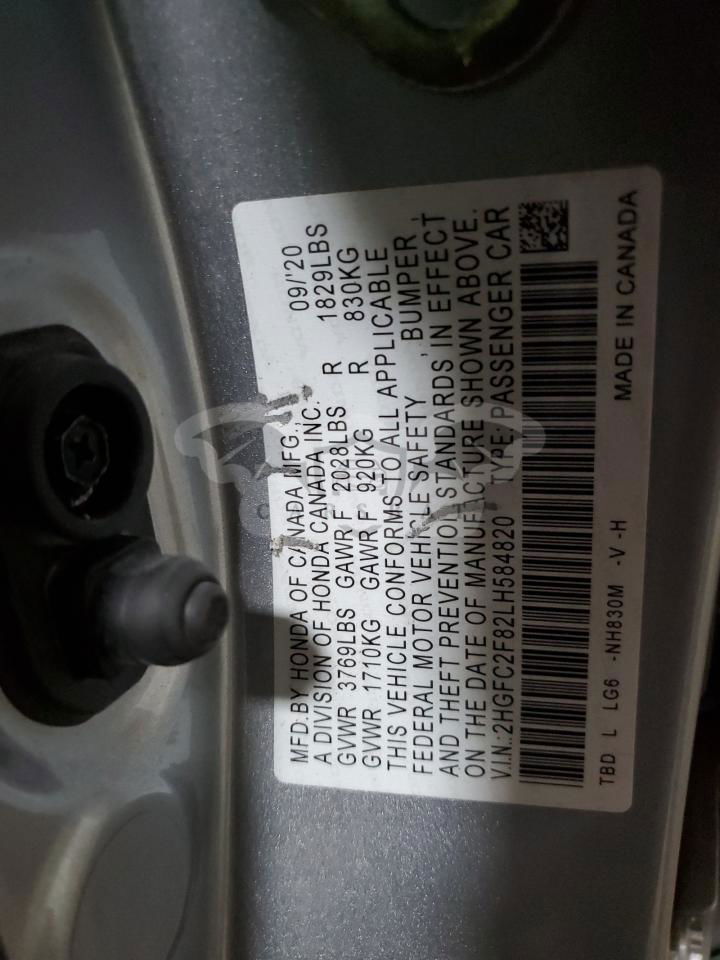 MFD.BY HONDA OF CANADA MFG., 09/'20
A DIVISION OF HONDA CANADA INC.
GVWR 3769LBS GAWR F 2028LBS R 1829LBS
GVWR 1710KG GAWR F 920KG R 830KG
THIS VEHICLE CONFORMS TO ALL APPLICABLE
FEDERAL MOTOR VEHICLE SAFETY, BUMPER,
AND THEFT PREVENTION STANDARDS IN EFFECT
ON THE DATE OF MANUFACTURE SHOWN ABOVE.
V.I.N.:2HGFC2F82LH584820 TYPE:PASSENGER CAR
TBD L LG6 -NH830M -V -H MADE IN CANADA